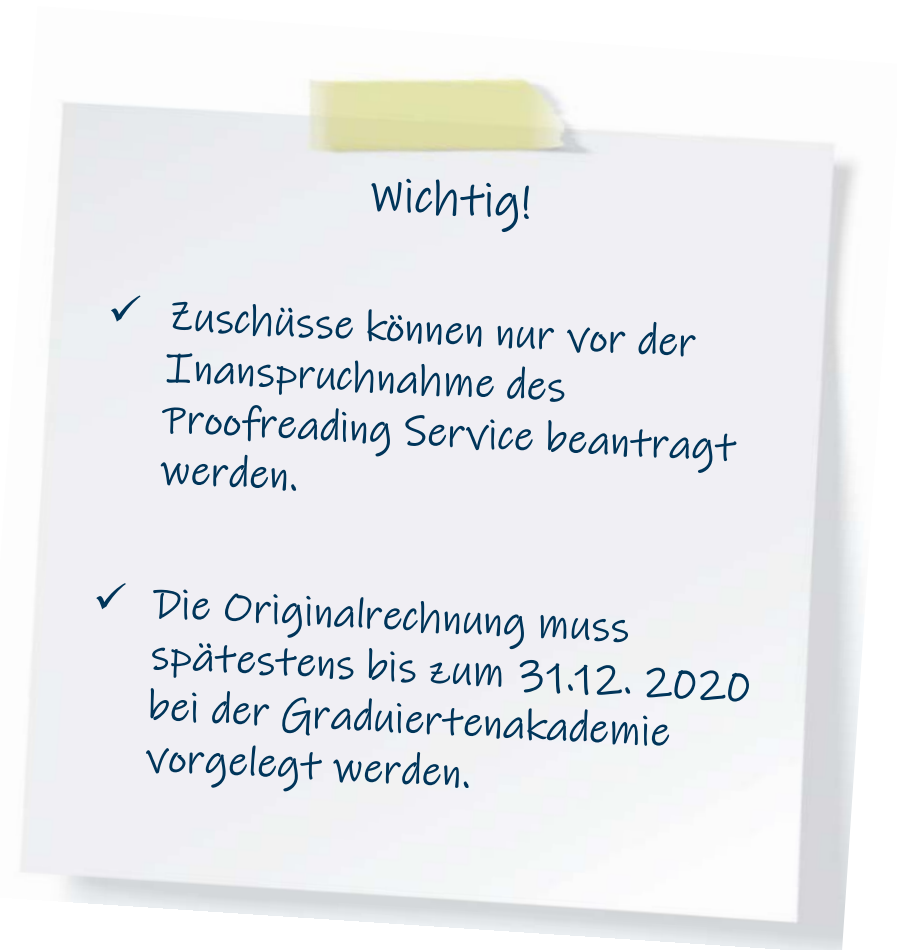 Wichtig!
✓ Zuschüsse können nur vor der
Inanspruchnahme des
Proofreading Service beantragt
werden.
✓ Die Originalrechnung muss
spätestens bis zum 31.12. 2020
bei der Graduiertenakademie
vorgelegt werden.